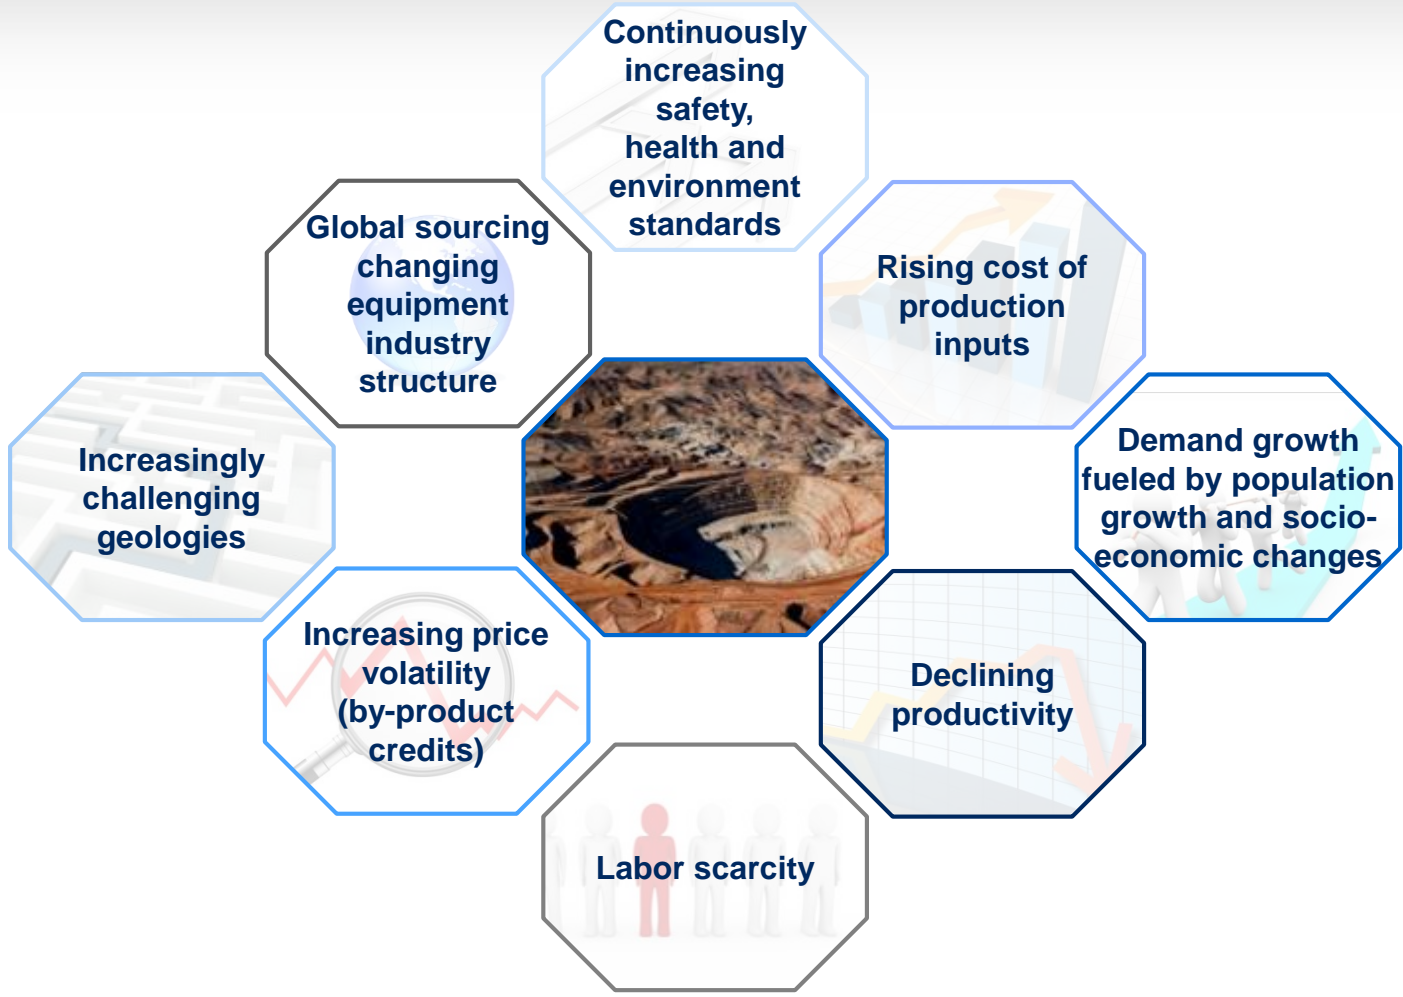 Continuously
increasing
safety,
health and
environment
standards
Global sourcing
changing
equipment
industry
structure
Rising cost of
production
inputs
Increasingly
challenging
geologies
Demand growth
fueled by population
growth and socio-
economic changes
Increasing price
volatility
(by-product
credits)
Declining
productivity
Labor scarcity